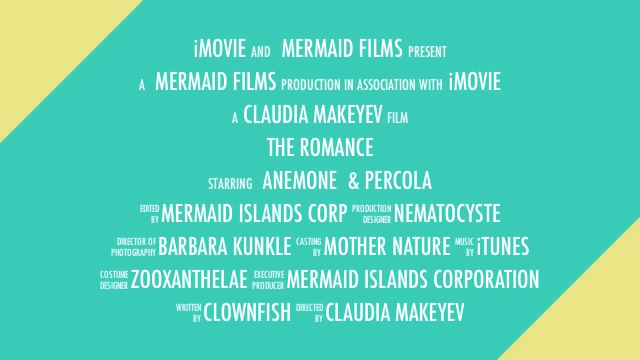 iMOVIE AND MERMAID FILMS PRESENT
A MERMAID FILMS PRODUCTION IN ASSOCIATION WITH iMOVIE
A CLAUDIA MAKEYEV FILM
THE ROMANCE
STARRING ANEMONE & PERCOLA
EDITED BY MERMAID ISLANDS CORP PRODUCTION DESIGNER NEMATOCYSTE
DIRECTOR OF PHOTOGRAPHY BARBARA KUNKLE CASTING BY MOTHER NATURE MUSIC BY iTUNES
COSTUME DESIGNER ZOOXANTHELAE EXECUTIVE PRODUCER MERMAID ISLANDS CORPORATION
WRITTEN BY CLOWNFISH DIRECTED BY CLAUDIA MAKEYEV